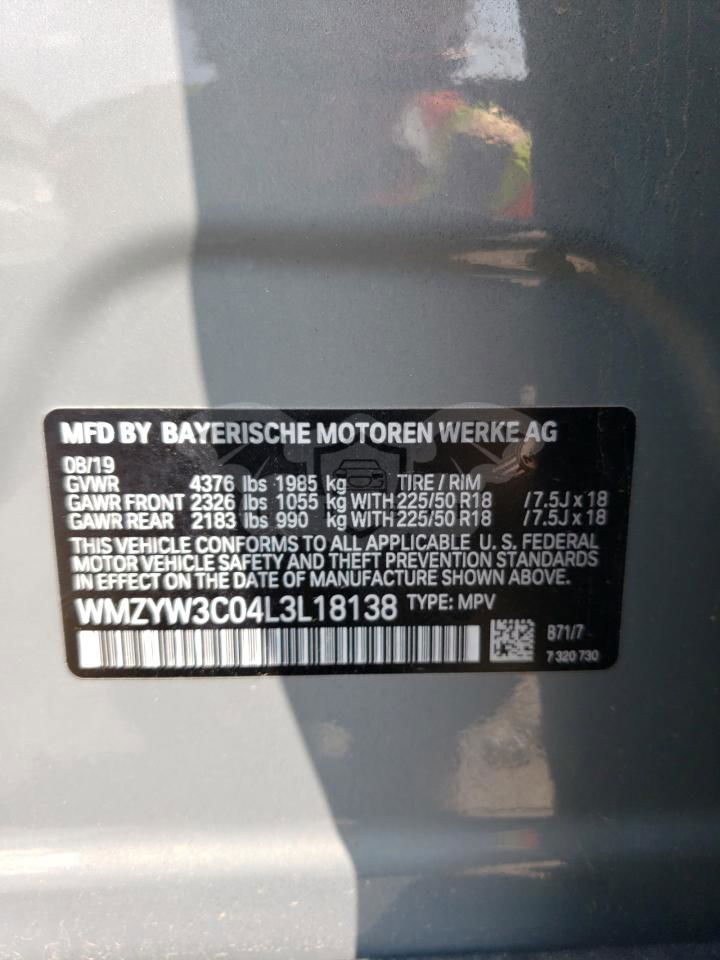 MFD BY BAYERISCHE MOTOREN WERKE AG
08/19
GVWR 4376 lbs 1985 kg TIRE / RIM
GAWR FRONT 2326 lbs 1055 kg WITH 225/50 R18 /7.5J x 18
GAWR REAR 2183 lbs 990 kg WITH 225/50 R18 /7.5J x 18
THIS VEHICLE CONFORMS TO ALL APPLICABLE U. S. FEDERAL
MOTOR VEHICLE SAFETY AND THEFT PREVENTION STANDARDS
IN EFFECT ON THE DATE OF MANUFACTURE SHOWN ABOVE.
WMZYW3C04L3L18138 TYPE: MPV
B71/7
7 320 730